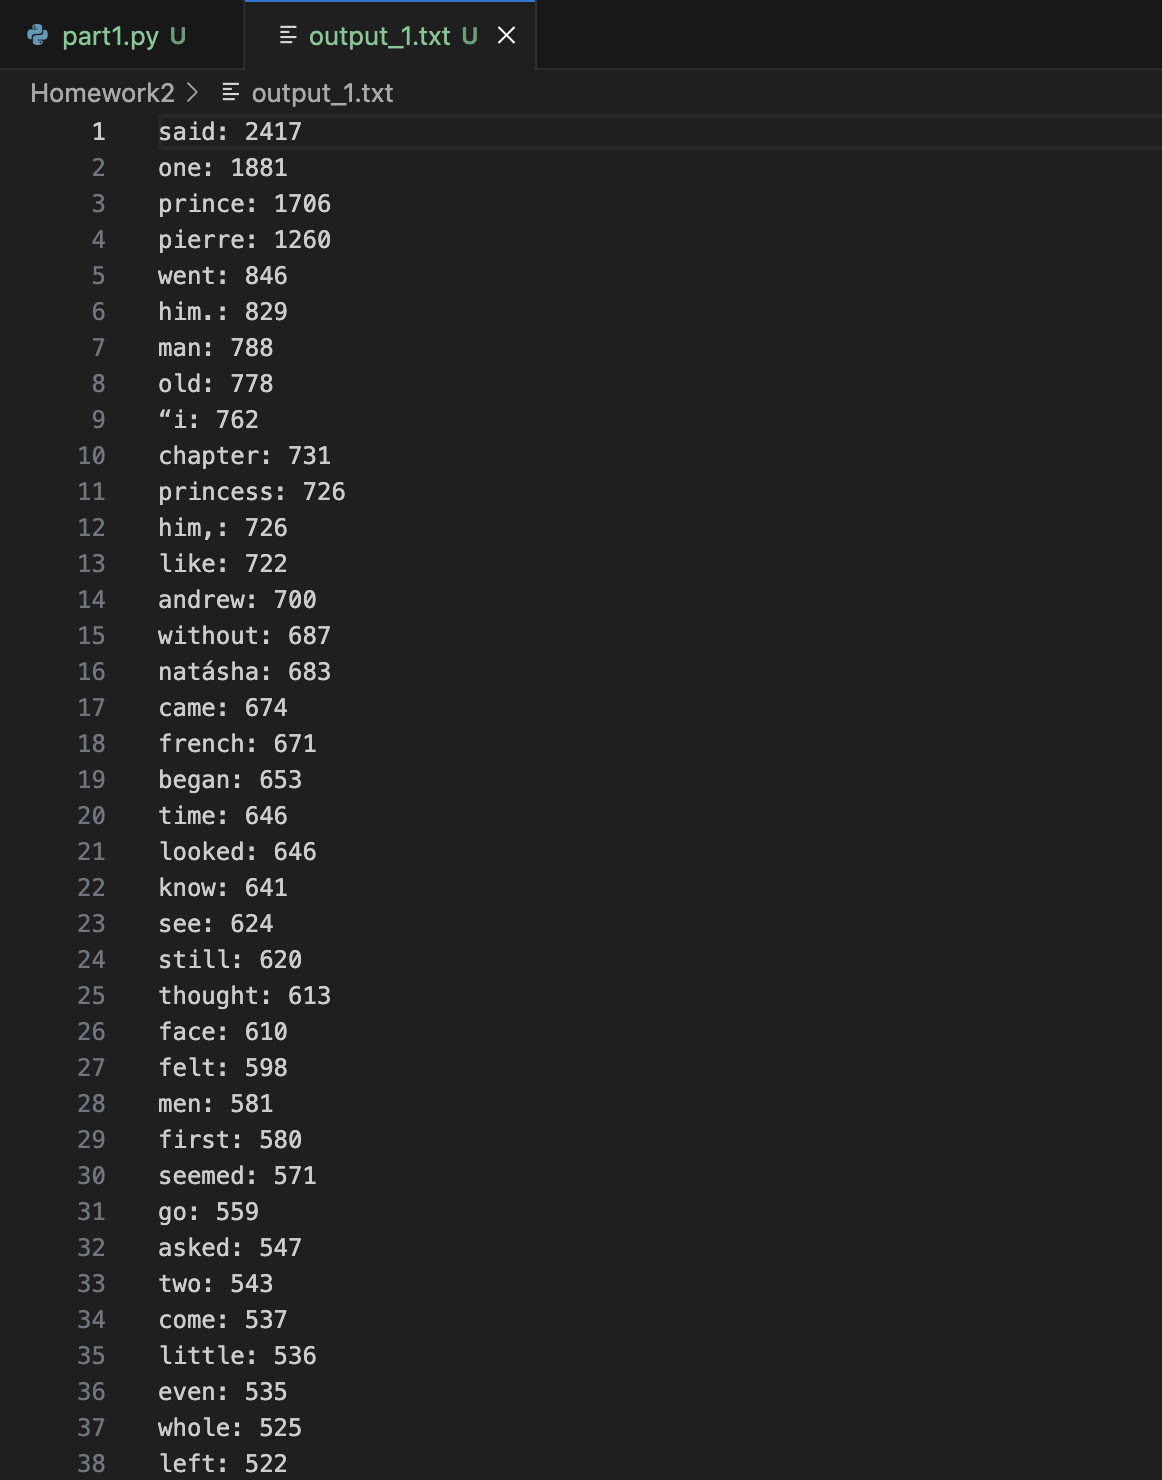 part1.py U output_1.txt U
Homework2 > output_1.txt
1 said: 2417
2 one: 1881
3 prince: 1706
4 pierre: 1260
5 went: 846
6 him.: 829
7 man: 788
8 old: 778
9 “i: 762
10 chapter: 731
11 princess: 726
12 him,: 726
13 like: 722
14 andrew: 700
15 without: 687
16 natásha: 683
17 came: 674
18 french: 671
19 began: 653
20 time: 646
21 looked: 646
22 know: 641
23 see: 624
24 still: 620
25 thought: 613
26 face: 610
27 felt: 598
28 men: 581
29 first: 580
30 seemed: 571
31 go: 559
32 asked: 547
33 two: 543
34 come: 537
35 little: 536
36 even: 535
37 whole: 525
38 left: 522